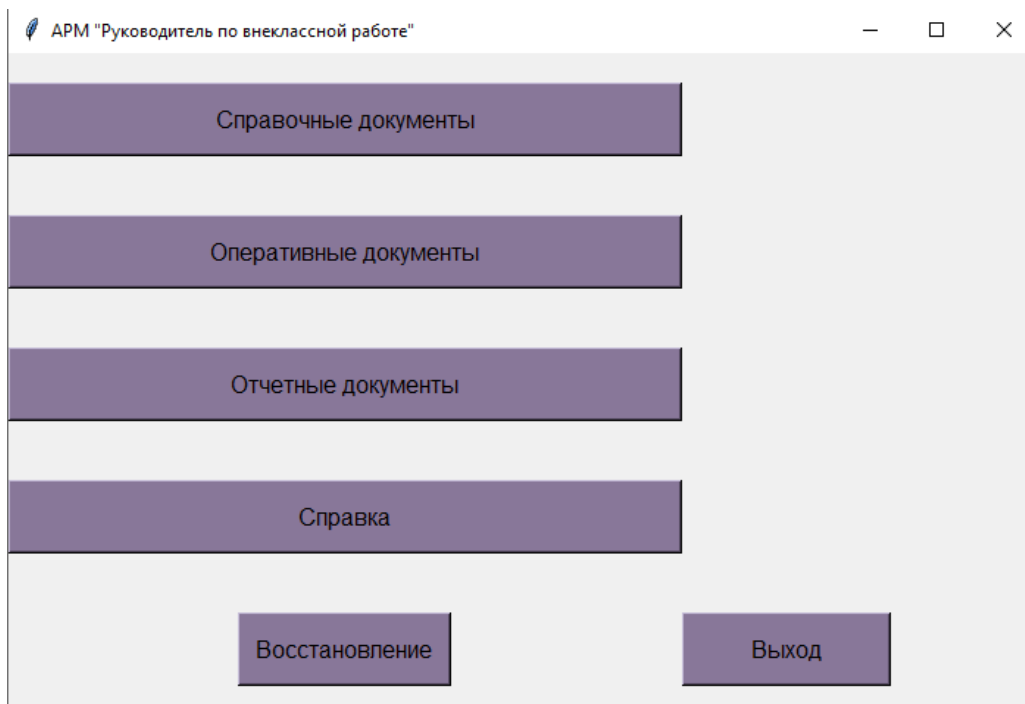 АРМ "Руководитель по внеклассной работе"
Справочные документы
Оперативные документы
Отчетные документы
Справка
Восстановление
Выход